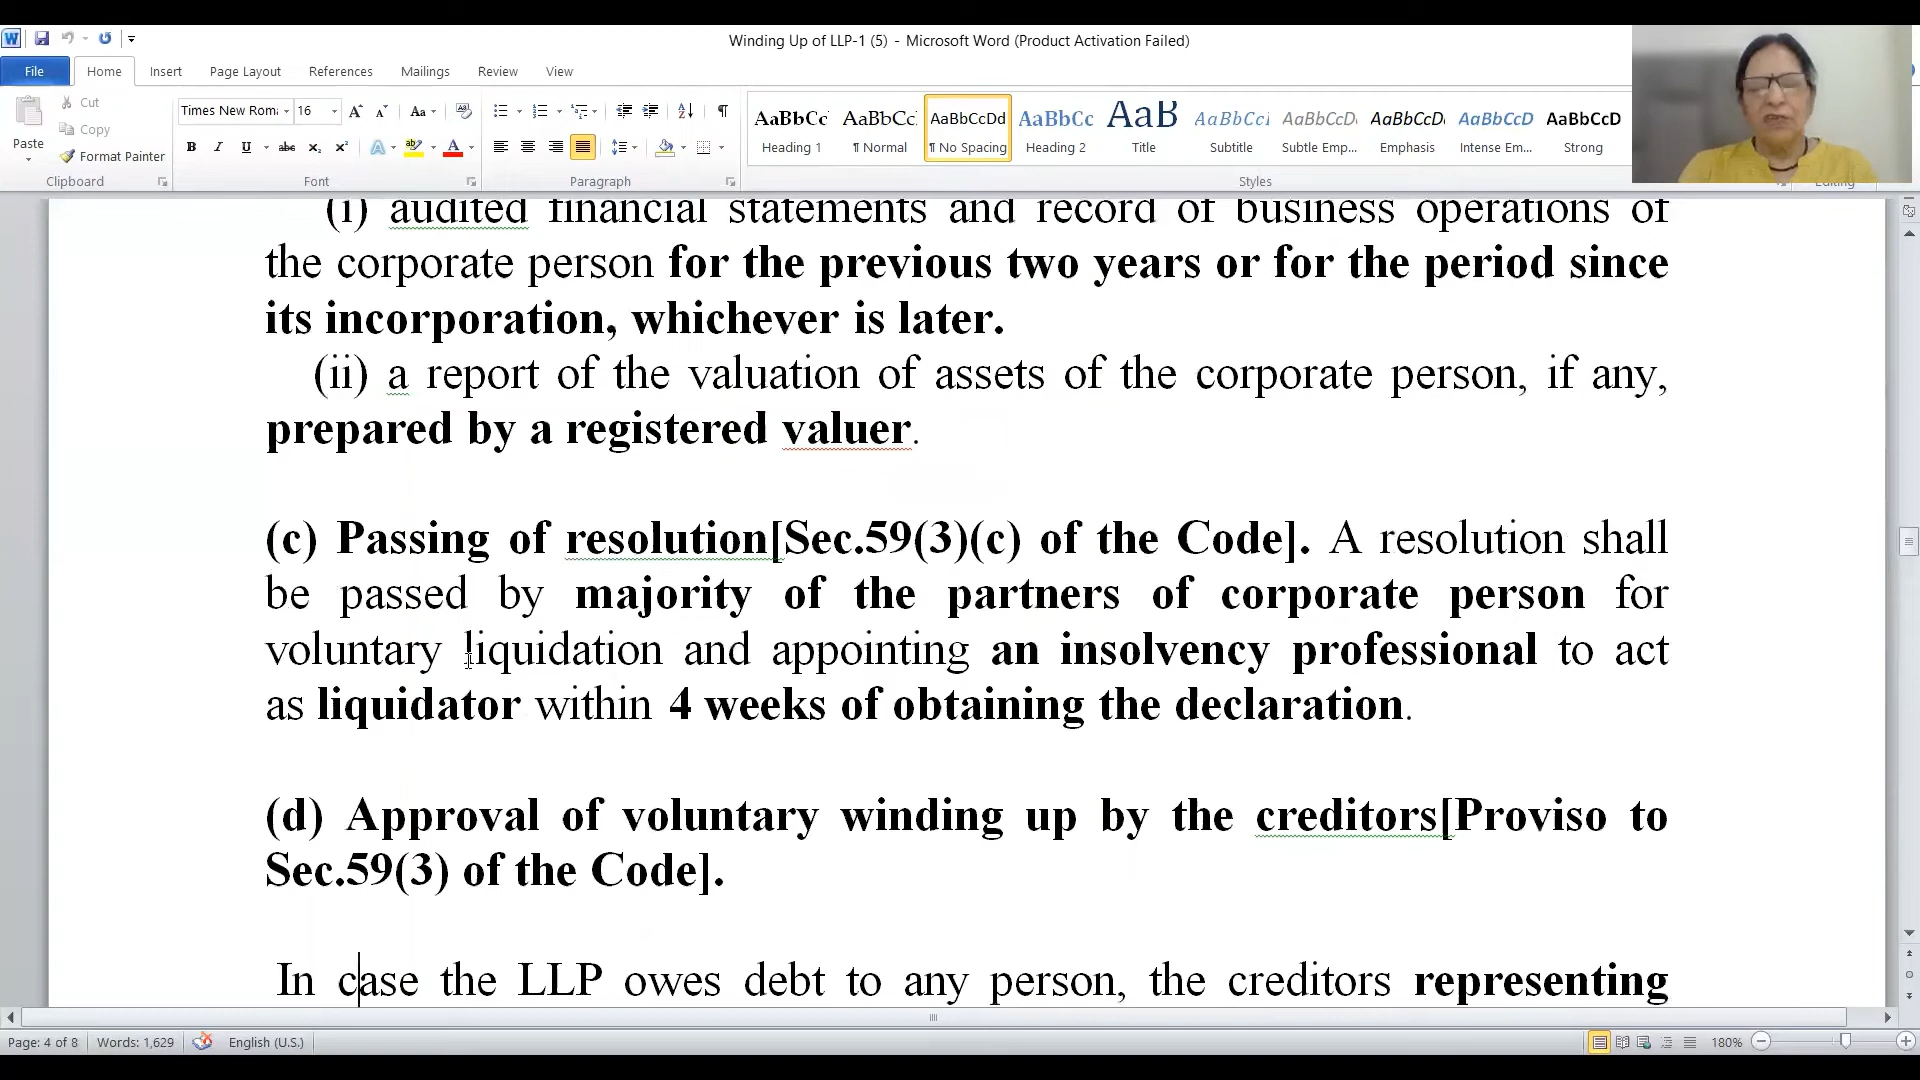 Winding Up of LLP-1 (5) - Microsoft Word (Product Activation Failed)
File Home Insert Page Layout References Mailings Review View
Cut
Copy
Format Painter
Paste
Clipboard
Times New Roma 16
Font
Paragraph
AaBbCc AaBbCc AaBbCcDd AaBbCc AaB AaBbCcI AaBbCcD AaBbCcD AaBbCcD AaBbCcD
Heading 1 ¶ Normal ¶ No Spacing Heading 2 Title Subtitle Subtle Emp... Emphasis Intense Em... Strong
Styles
Editing
(i) audited financial statements and record of business operations of
the corporate person for the previous two years or for the period since
its incorporation, whichever is later.
(ii) a report of the valuation of assets of the corporate person, if any,
prepared by a registered valuer.
(c) Passing of resolution[Sec.59(3)(c) of the Code]. A resolution shall
be passed by majority of the partners of corporate person for
voluntary liquidation and appointing an insolvency professional to act
as liquidator within 4 weeks of obtaining the declaration.
(d) Approval of voluntary winding up by the creditors[Proviso to
Sec.59(3) of the Code].
In case the LLP owes debt to any person, the creditors representing
Page: 4 of 8 Words: 1,629 English (U.S.) 180%